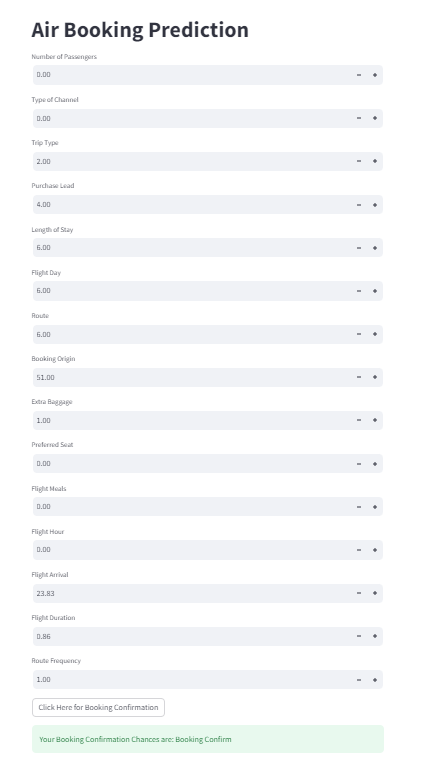 Air Booking Prediction
Number of Passengers
0.00
Type of Channel
0.00
Trip Type
2.00
Purchase Lead
4.00
Length of Stay
6.00
Flight Day
6.00
Route
6.00
Booking Origin
51.00
Extra Baggage
1.00
Preferred Seat
0.00
Flight Meals
0.00
Flight Hour
0.00
Flight Arrival
23.83
Flight Duration
0.86
Route Frequency
1.00
Click Here for Booking Confirmation
Your Booking Confirmation Chances are: Booking Confirm